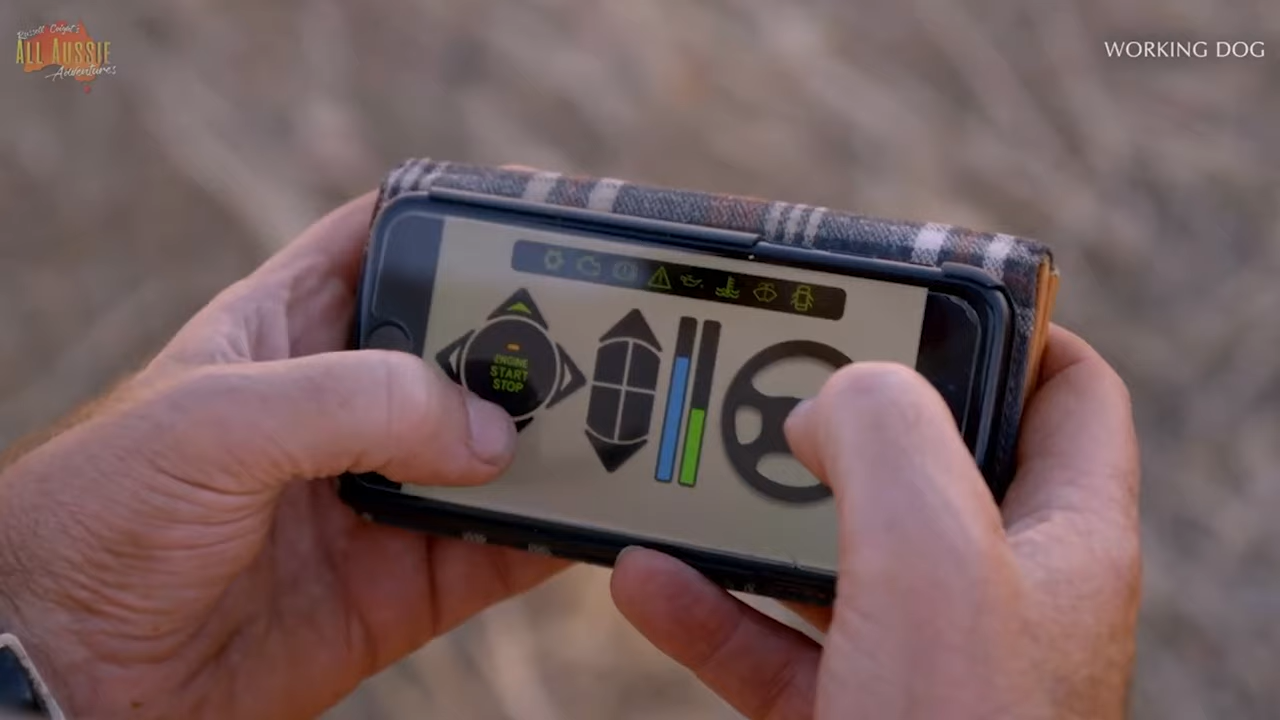 Russell Coight's
ALL AUSSIE
Adventures
WORKING DOG
ENGINE
START
STOP